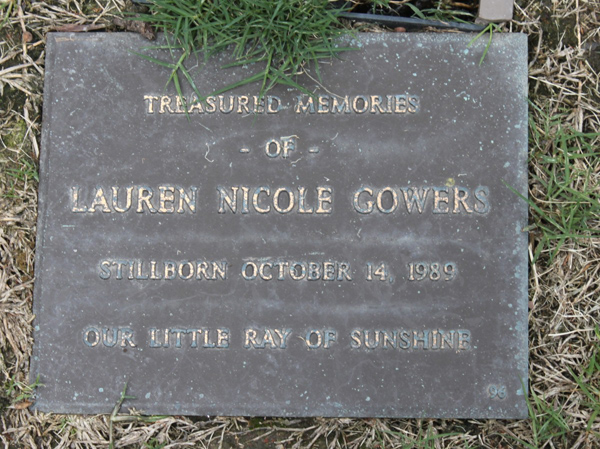 TREASURED MEMORIES
- OF -
LAUREN NICOLE GOWERS
STILLBORN OCTOBER 14, 1989
OUR LITTLE RAY OF SUNSHINE
96